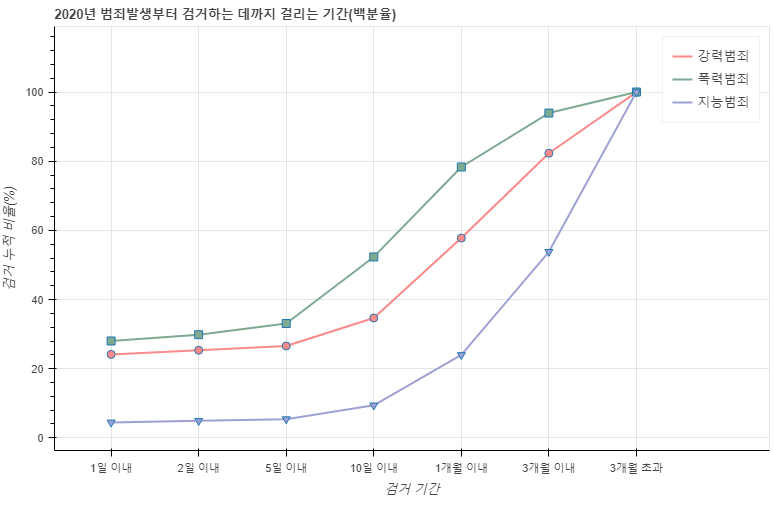 2020년 범죄발생부터 검거하는 데까지 걸리는 기간(백분율)
강력범죄
폭력범죄
지능범죄
검거 누적 비율(%)
100
80
60
40
20
0
1일 이내
2일 이내
5일 이내
10일 이내
1개월 이내
3개월 이내
3개월 초과
검거 기간